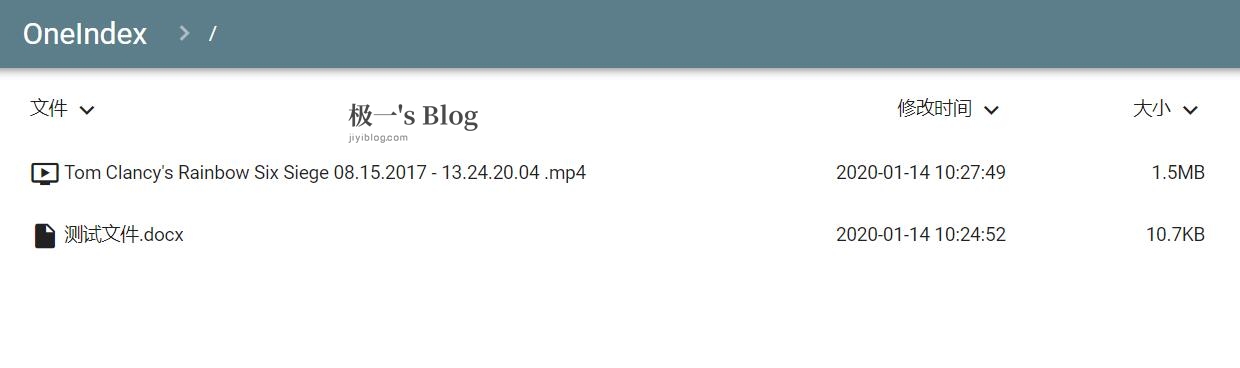 OneIndex > /
文件 修改时间 大小
极一's Blog
jiyiblog.com
Tom Clancy's Rainbow Six Siege 08.15.2017 - 13.24.20.04 .mp4 2020-01-14 10:27:49 1.5MB
测试文件.docx 2020-01-14 10:24:52 10.7KB